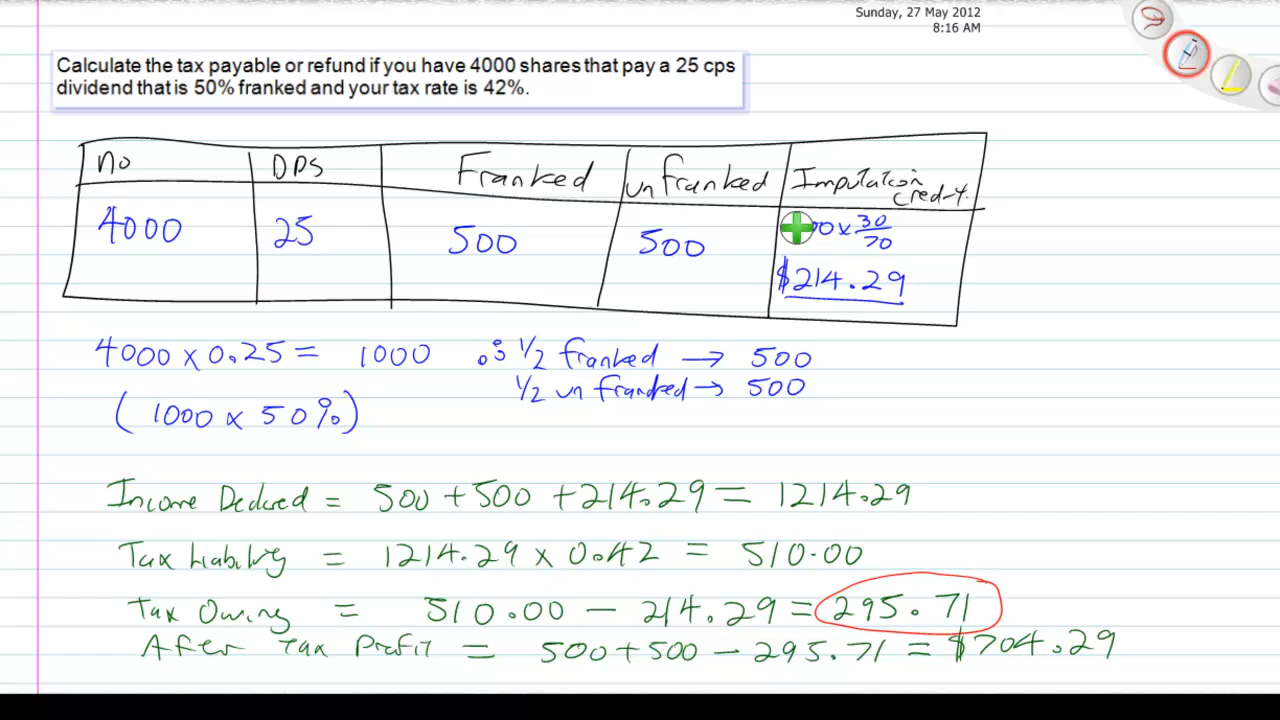 Sunday, 27 May 2012
8:16 AM
Calculate the tax payable or refund if you have 4000 shares that pay a 25 cps
dividend that is 50% franked and your tax rate is 42%.
no DPS Franked unfranked Imputation
credit.
4000 25 500 500 00 x 30/70
$214.29
4000 x 0.25 = 1000 ∴ 1/2 franked → 500
1/2 unfranked → 500
(1000 x 50%)
Income Declared = 500 + 500 + 214.29 = 1214.29
Tax Liability = 1214.29 x 0.42 = 510.00
Tax Owing = 510.00 - 214.29 = 295.71
After Tax Profit = 500 + 500 - 295.71 = $704.29